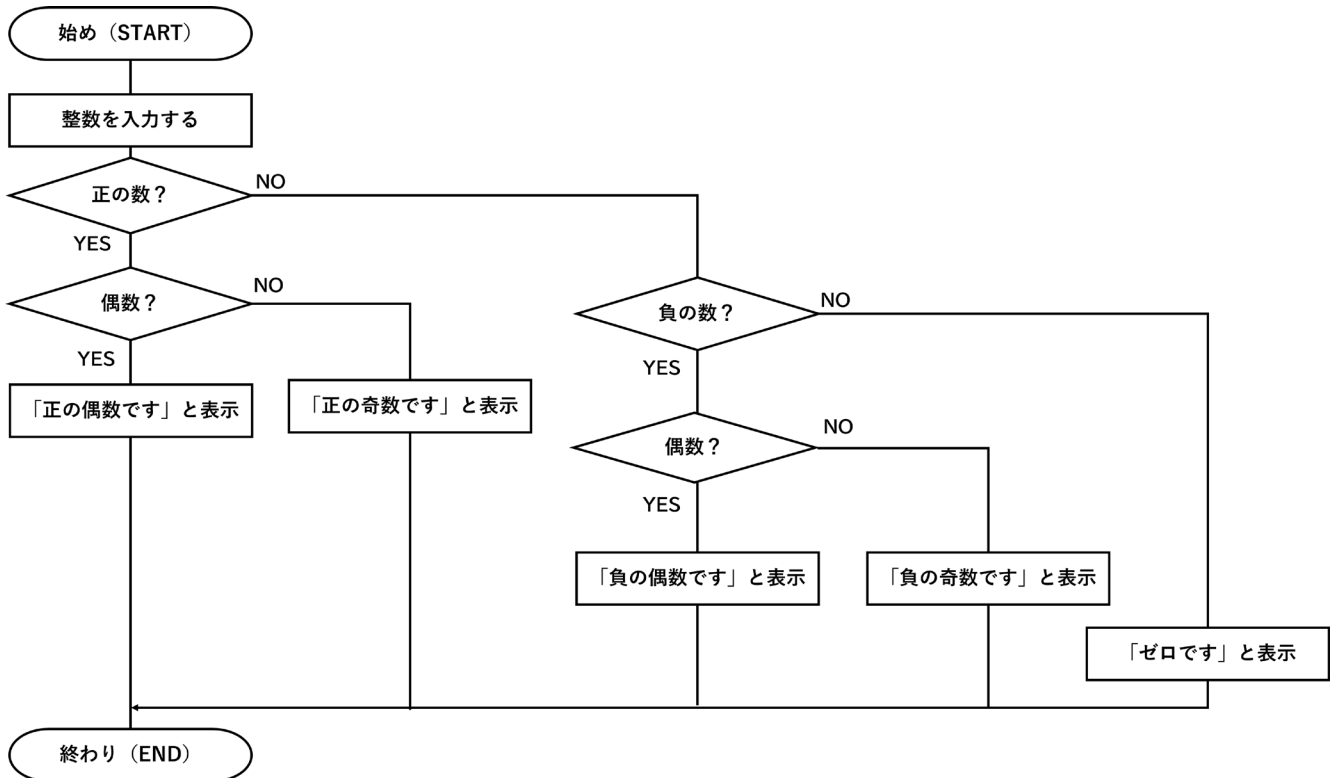 始め（START）
整数を入力する
正の数？
NO
YES
偶数？
NO
YES
「正の偶数です」と表示
「正の奇数です」と表示
負の数？
NO
YES
偶数？
NO
YES
「負の偶数です」と表示
「負の奇数です」と表示
「ゼロです」と表示
終わり（END）